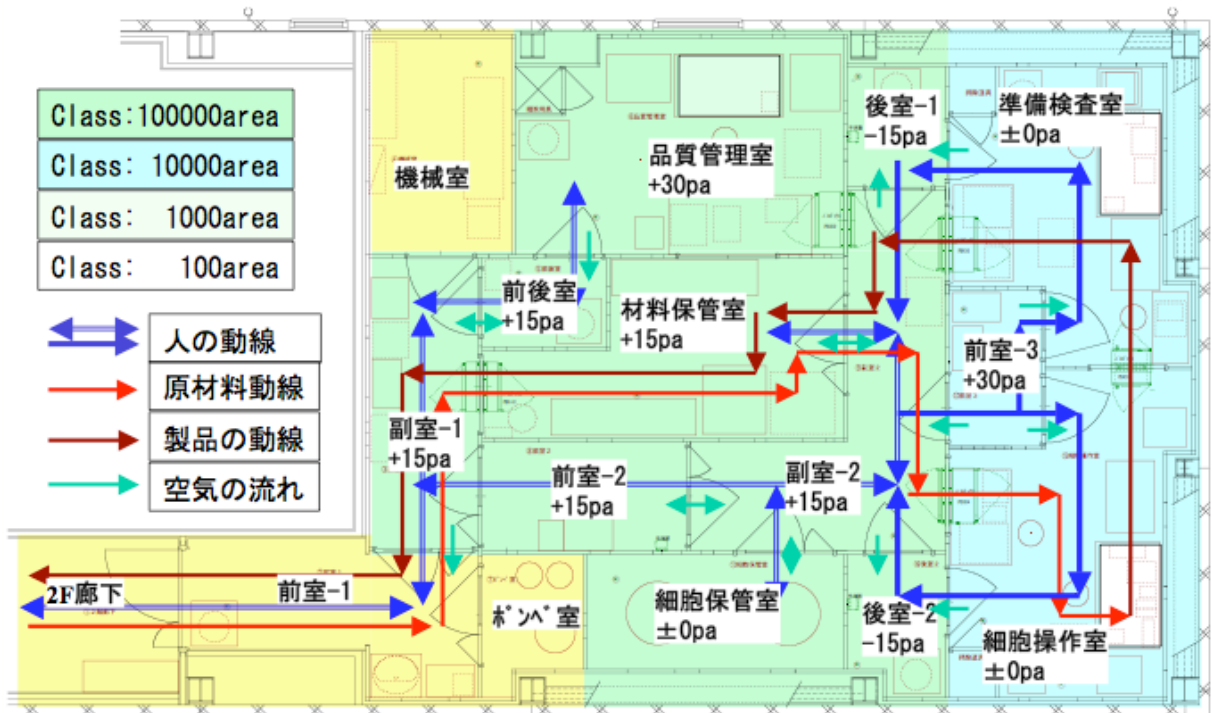 Class:100000area
Class: 10000area
Class: 1000area
Class: 100area
人の動線
原材料動線
製品の動線
空気の流れ
機械室
品質管理室
+30pa
後室-1
-15pa
準備検査室
±0pa
前後室
+15pa
材料保管室
+15pa
前室-3
+30pa
副室-1
+15pa
前室-2
+15pa
副室-2
+15pa
2F廊下
前室-1
ﾎﾞﾝﾍﾞ室
細胞保管室
±0pa
後室-2
-15pa
細胞操作室
±0pa